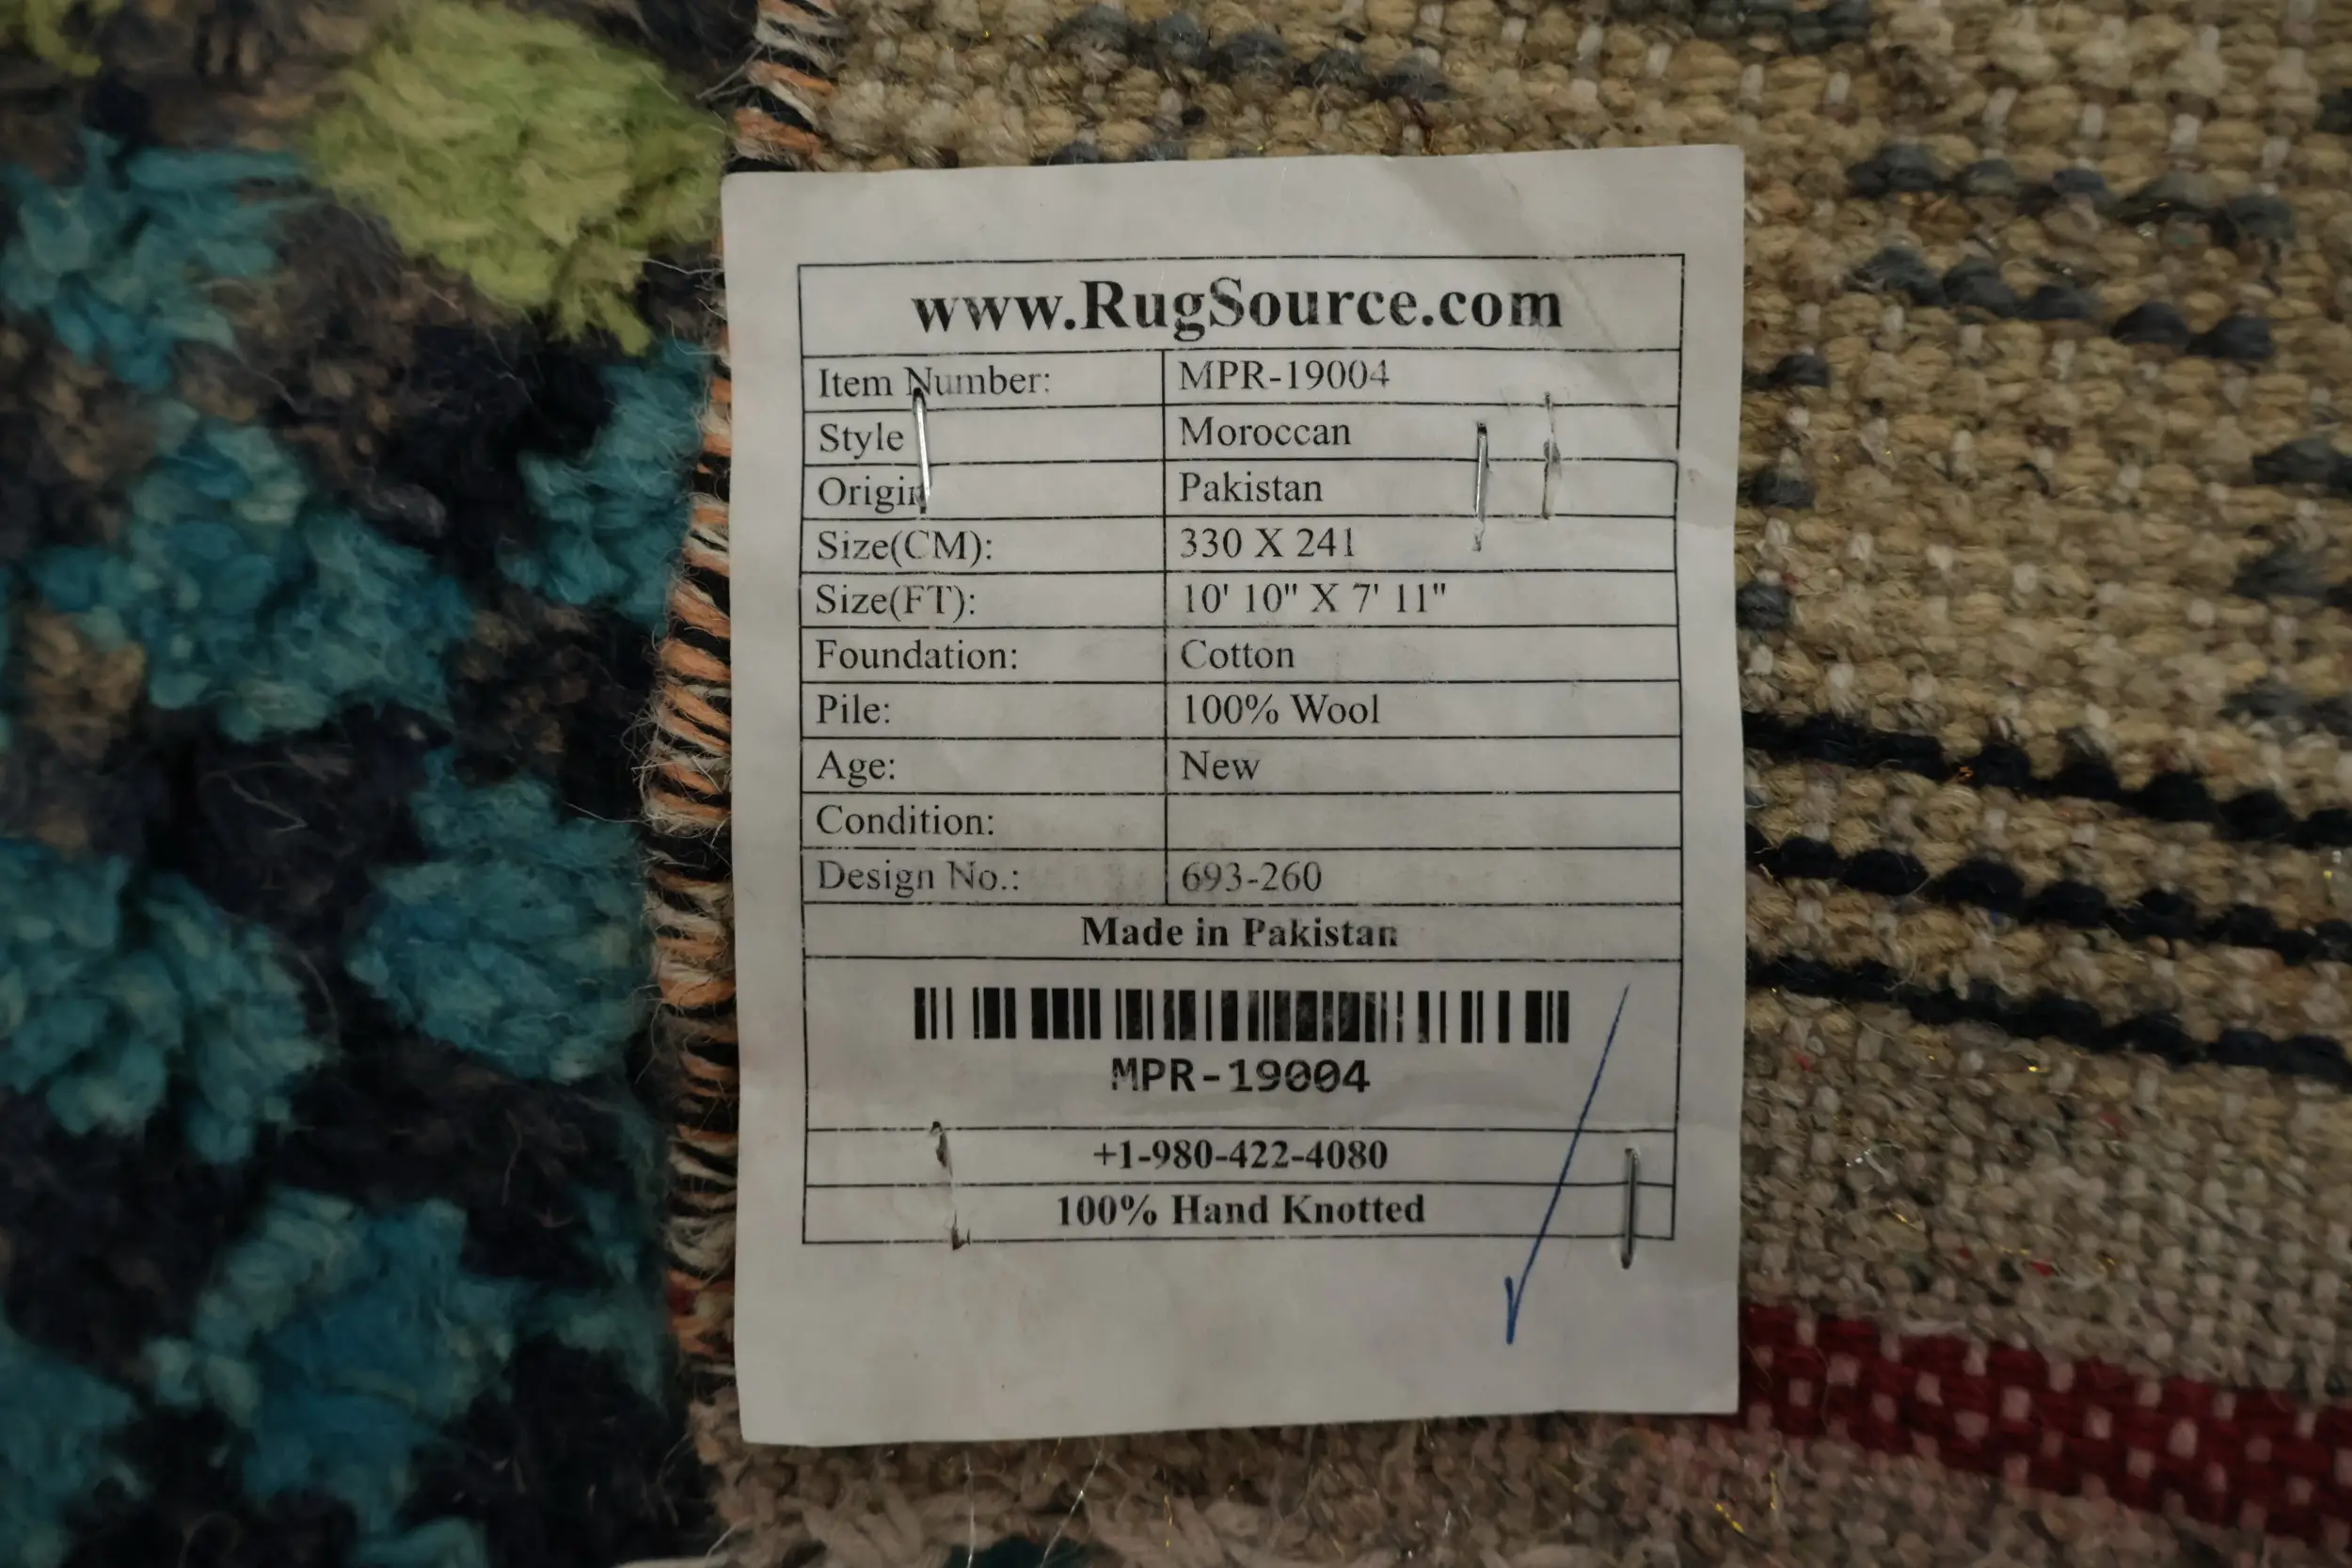 www.RugSource.com
Item Number: MPR-19004
Style Moroccan
Origin Pakistan
Size(CM): 330 X 241
Size(FT): 10' 10" X 7' 11"
Foundation: Cotton
Pile: 100% Wool
Age: New
Condition:
Design No.: 693-260
Made in Pakistan
MPR-19004
+1-980-422-4080
100% Hand Knotted